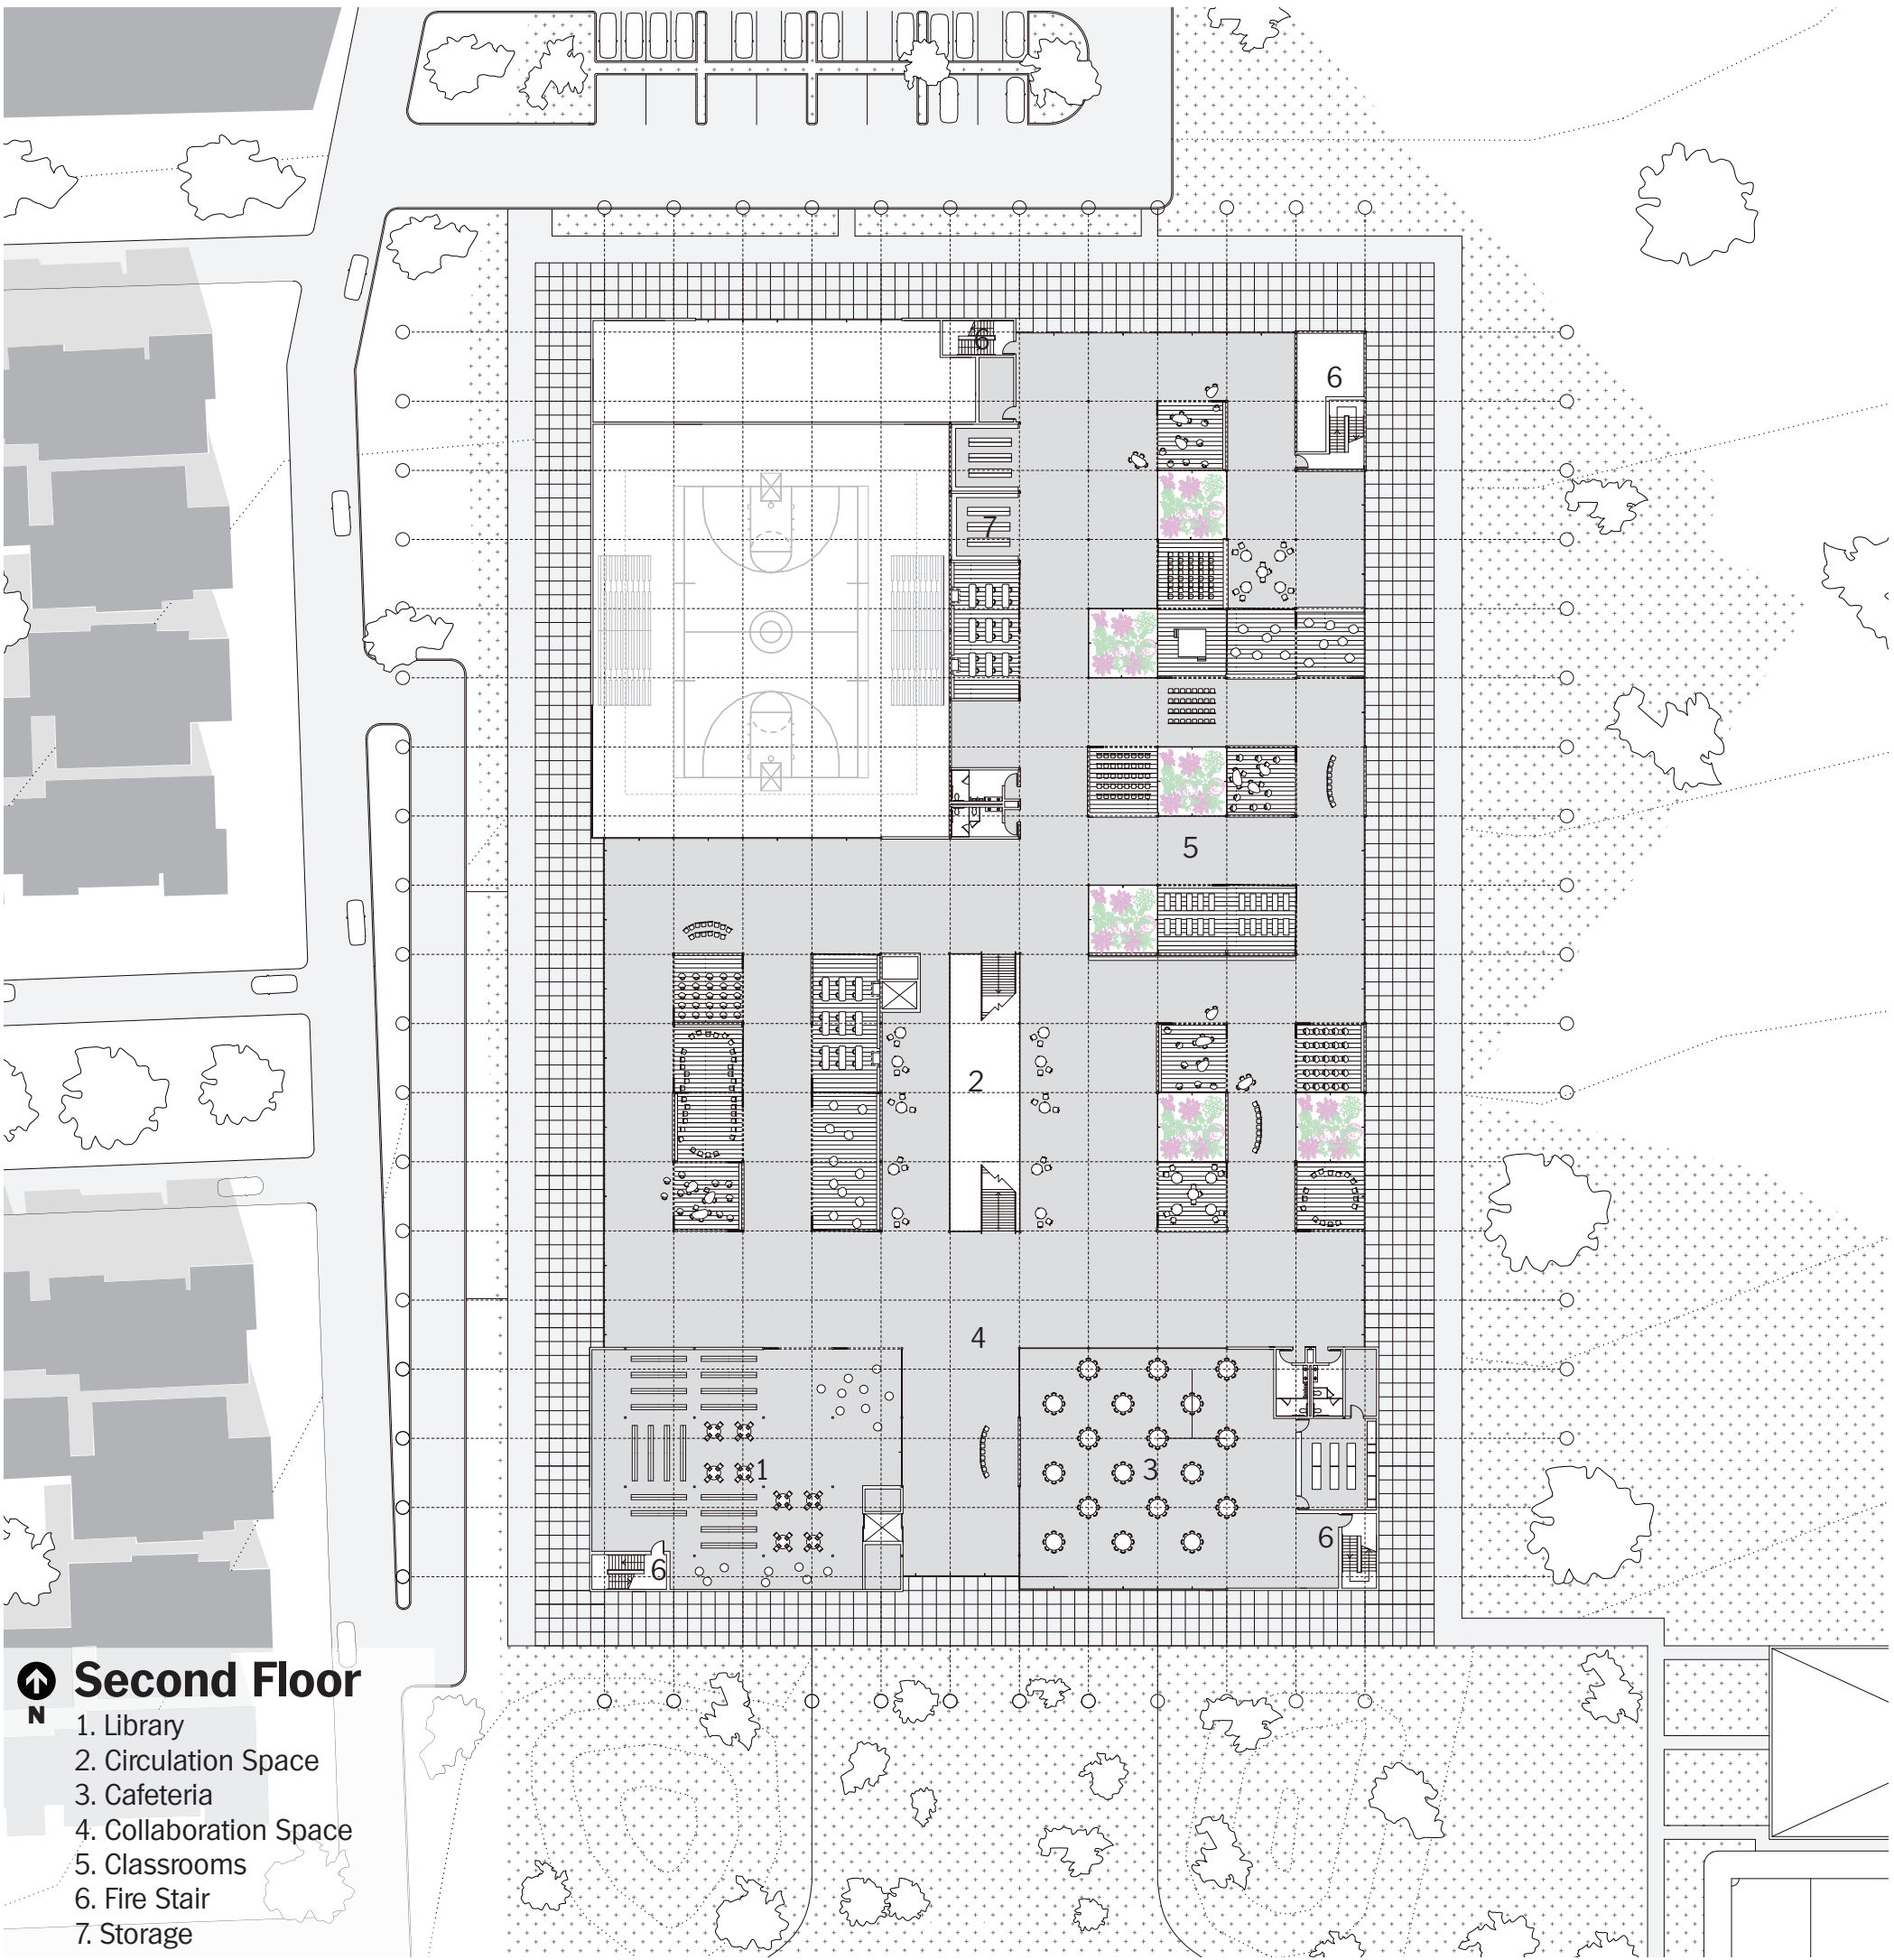 6
6
7
5
2
4
1
3
6
6
N
Second Floor
1. Library
2. Circulation Space
3. Cafeteria
4. Collaboration Space
5. Classrooms
6. Fire Stair
7. Storage